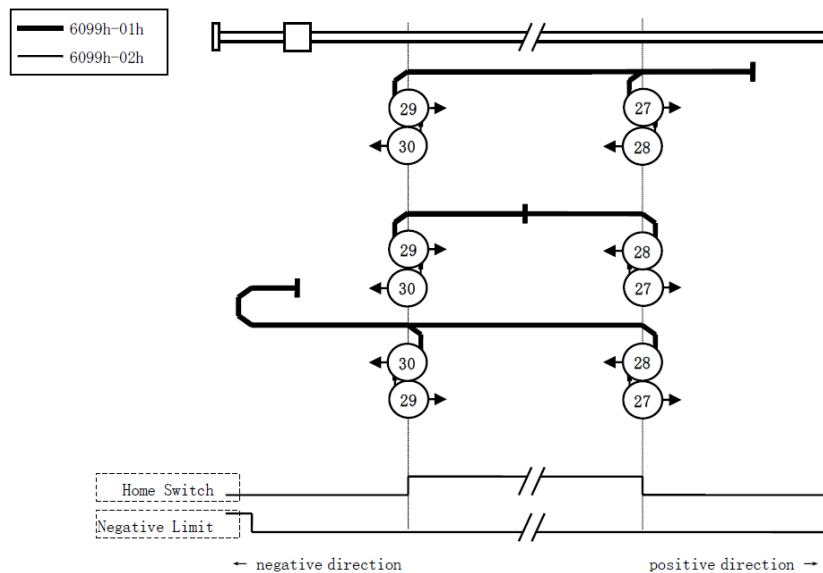 6099h-01h
6099h-02h
29
27
30
28
29
28
30
27
30
28
29
27
Home Switch
Negative Limit
← negative direction
positive direction →